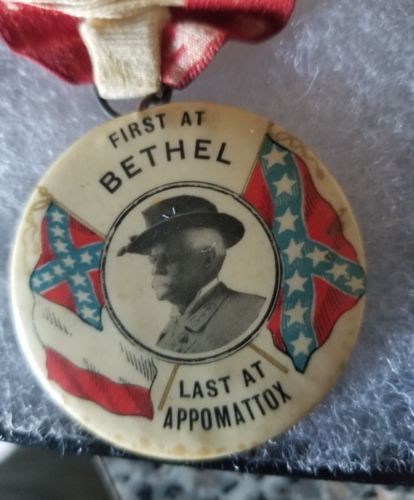 FIRST AT
BETHEL
LAST AT
APPOMATTOX